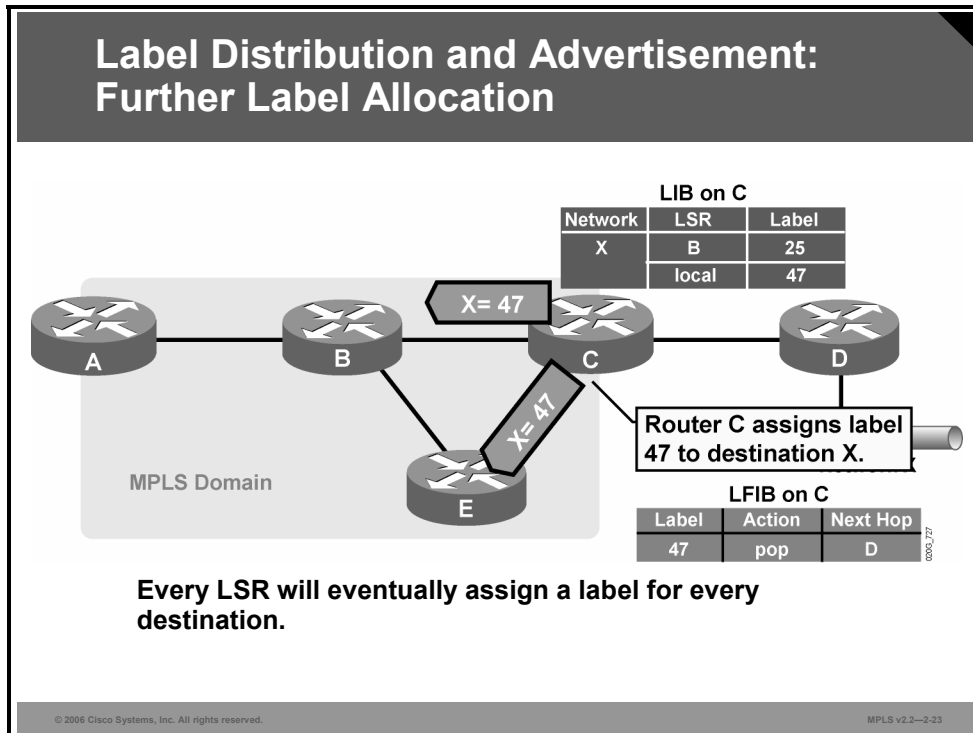 Label Distribution and Advertisement:
Further Label Allocation
LIB on C
Network LSR Label
X B 25
local 47
X= 47
A
B
C
D
X= 47
Router C assigns label
47 to destination X.
MPLS Domain
E
LFIB on C
Label Action Next Hop
47 pop D
020G_727
Every LSR will eventually assign a label for every
destination.
© 2006 Cisco Systems, Inc. All rights reserved.
MPLS v2.2—2-23